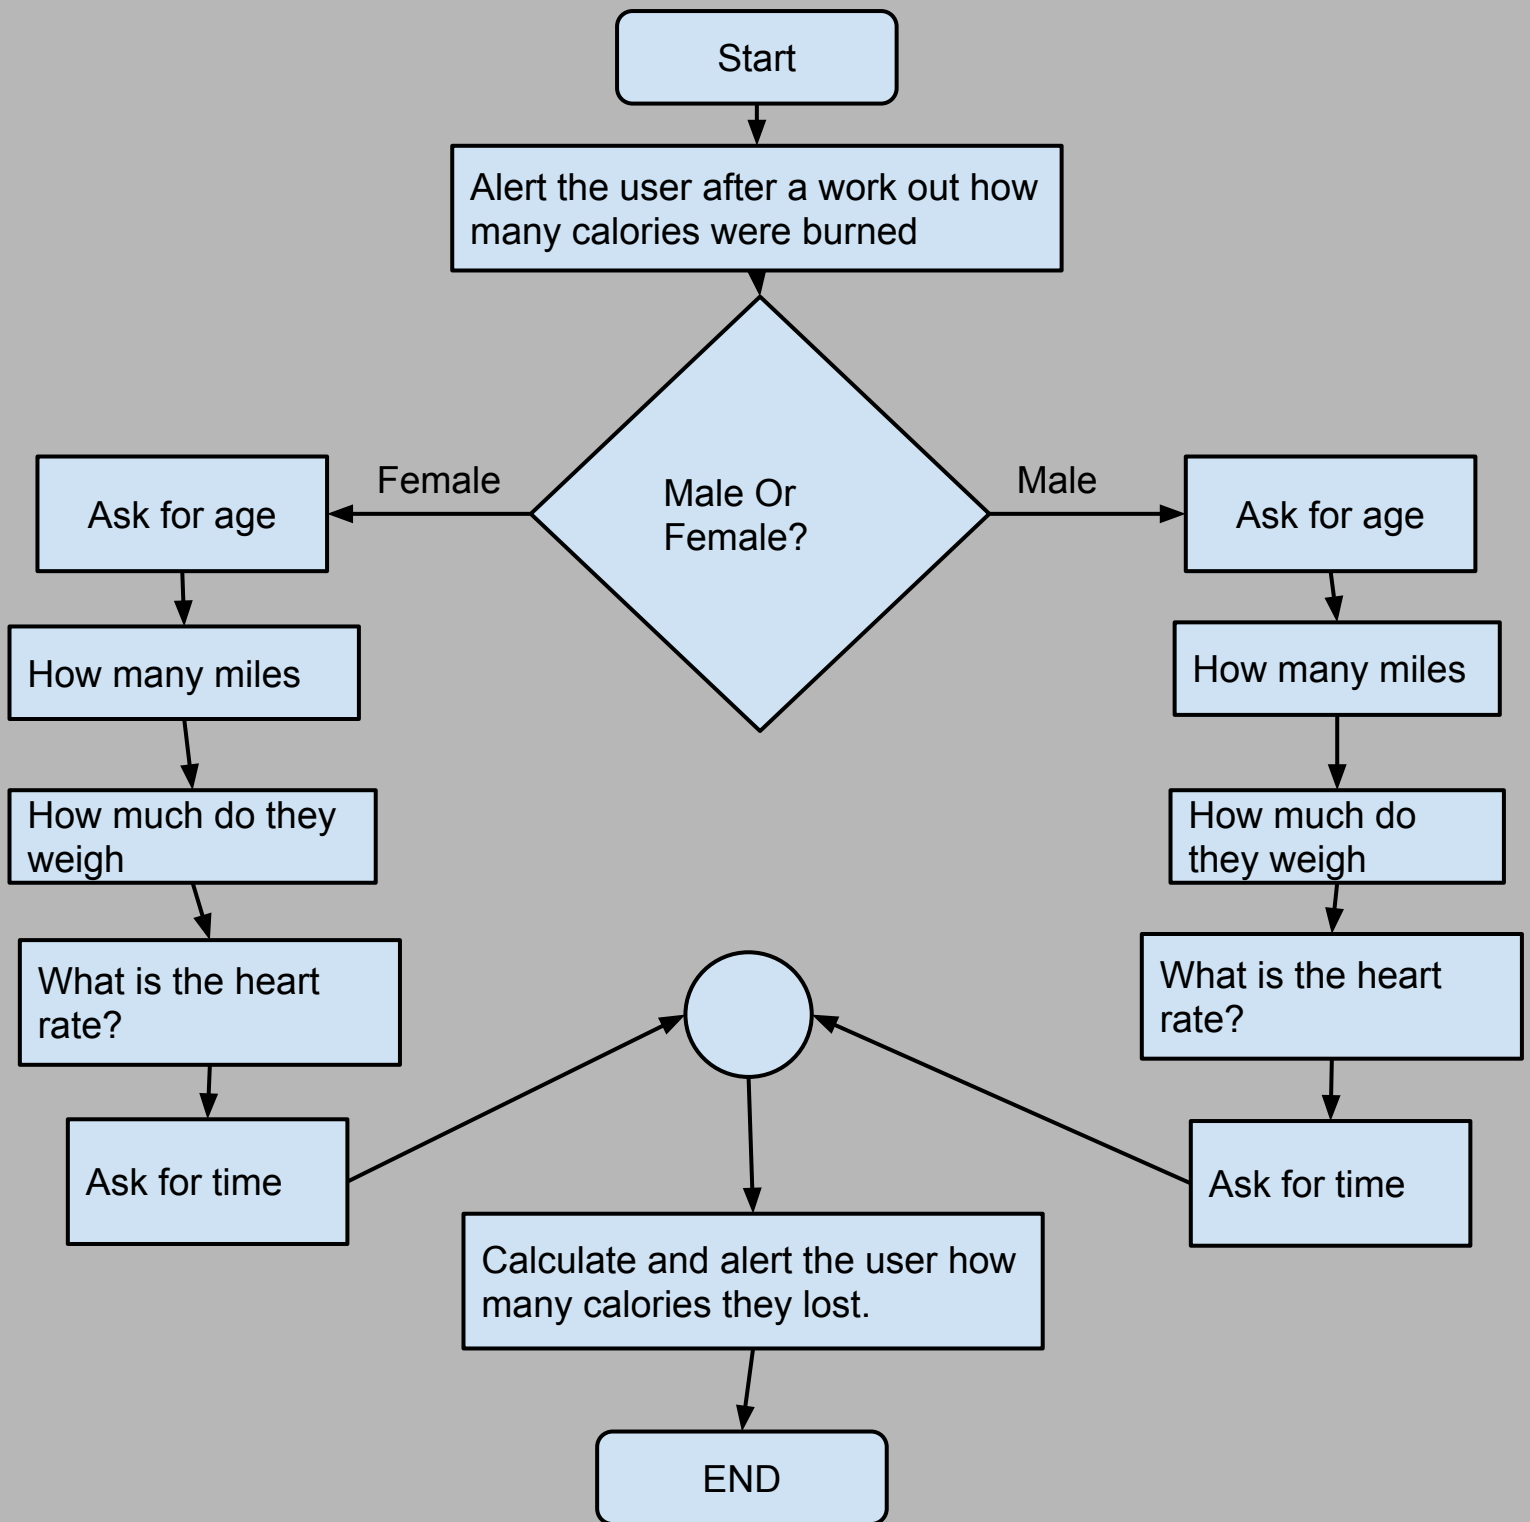 Start
Alert the user after a work out how
many calories were burned
Male Or
Female?
Female
Male
Ask for age
How many miles
How much do they
weigh
What is the heart
rate?
Ask for time
Ask for age
How many miles
How much do
they weigh
What is the heart
rate?
Ask for time
Calculate and alert the user how
many calories they lost.
END